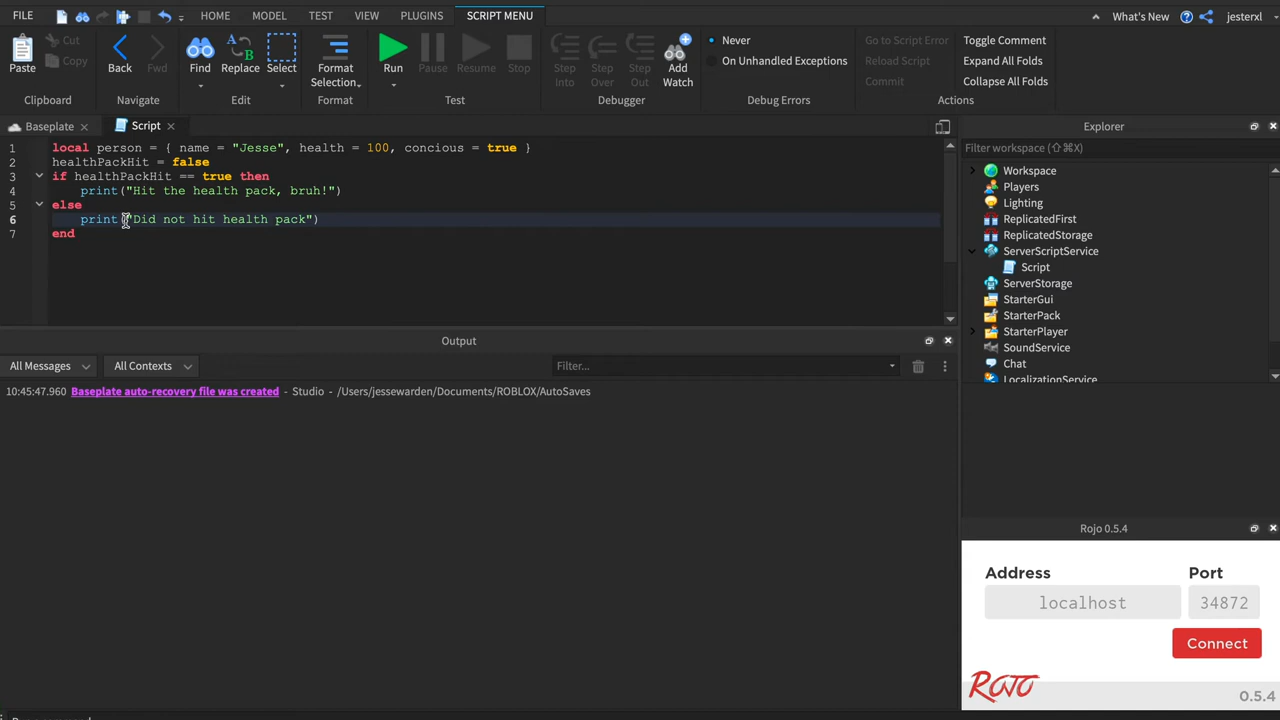 FILE HOME MODEL TEST VIEW PLUGINS SCRIPT MENU What's New jesterxl
Paste Cut Copy Back Fwd Find Replace Select Format Selection Run Pause Resume Stop Step Into Step Over Step Out Add Watch
Never
On Unhandled Exceptions
Go to Script Error
Reload Script
Commit
Toggle Comment
Expand All Folds
Collapse All Folds
Clipboard Navigate Edit Format Test Debugger Debug Errors Actions
Baseplate Script
1 local person = { name = "Jesse", health = 100, concious = true }
2 healthPackHit = false
3 if healthPackHit == true then
4 print("Hit the health pack, bruh!")
5 else
6 print("Did not hit health pack")
7 end
Explorer
Filter workspace (⇧⌘X)
Workspace
Players
Lighting
ReplicatedFirst
ReplicatedStorage
ServerScriptService
Script
ServerStorage
StarterGui
StarterPack
StarterPlayer
SoundService
Chat
LocalizationService
Output
All Messages All Contexts Filter...
10:45:47.960 Baseplate auto-recovery file was created - Studio - /Users/jessewarden/Documents/ROBLOX/AutoSaves
Rojo 0.5.4
Address Port
localhost 34872
Connect
ROJO 0.5.4